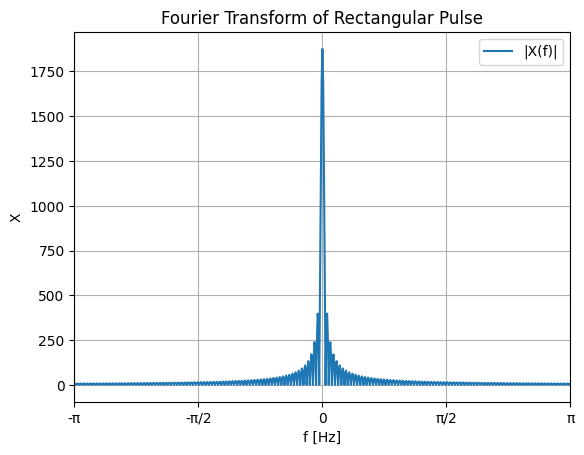 Fourier Transform of Rectangular Pulse
|X(f)|
1750
1500
1250
1000
750
500
250
0
X
-π -π/2 0 π/2 π
f [Hz]